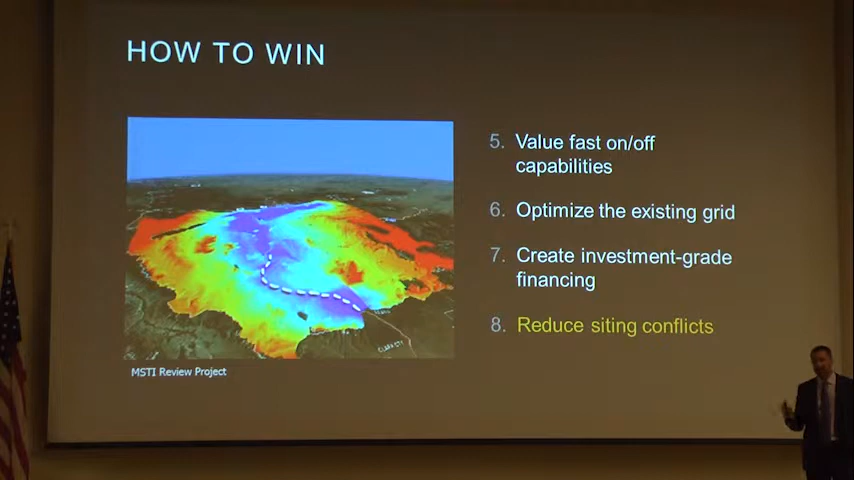 HOW TO WIN
5. Value fast on/off
capabilities
6. Optimize the existing grid
7. Create investment-grade
financing
8. Reduce siting conflicts
MSTI Review Project